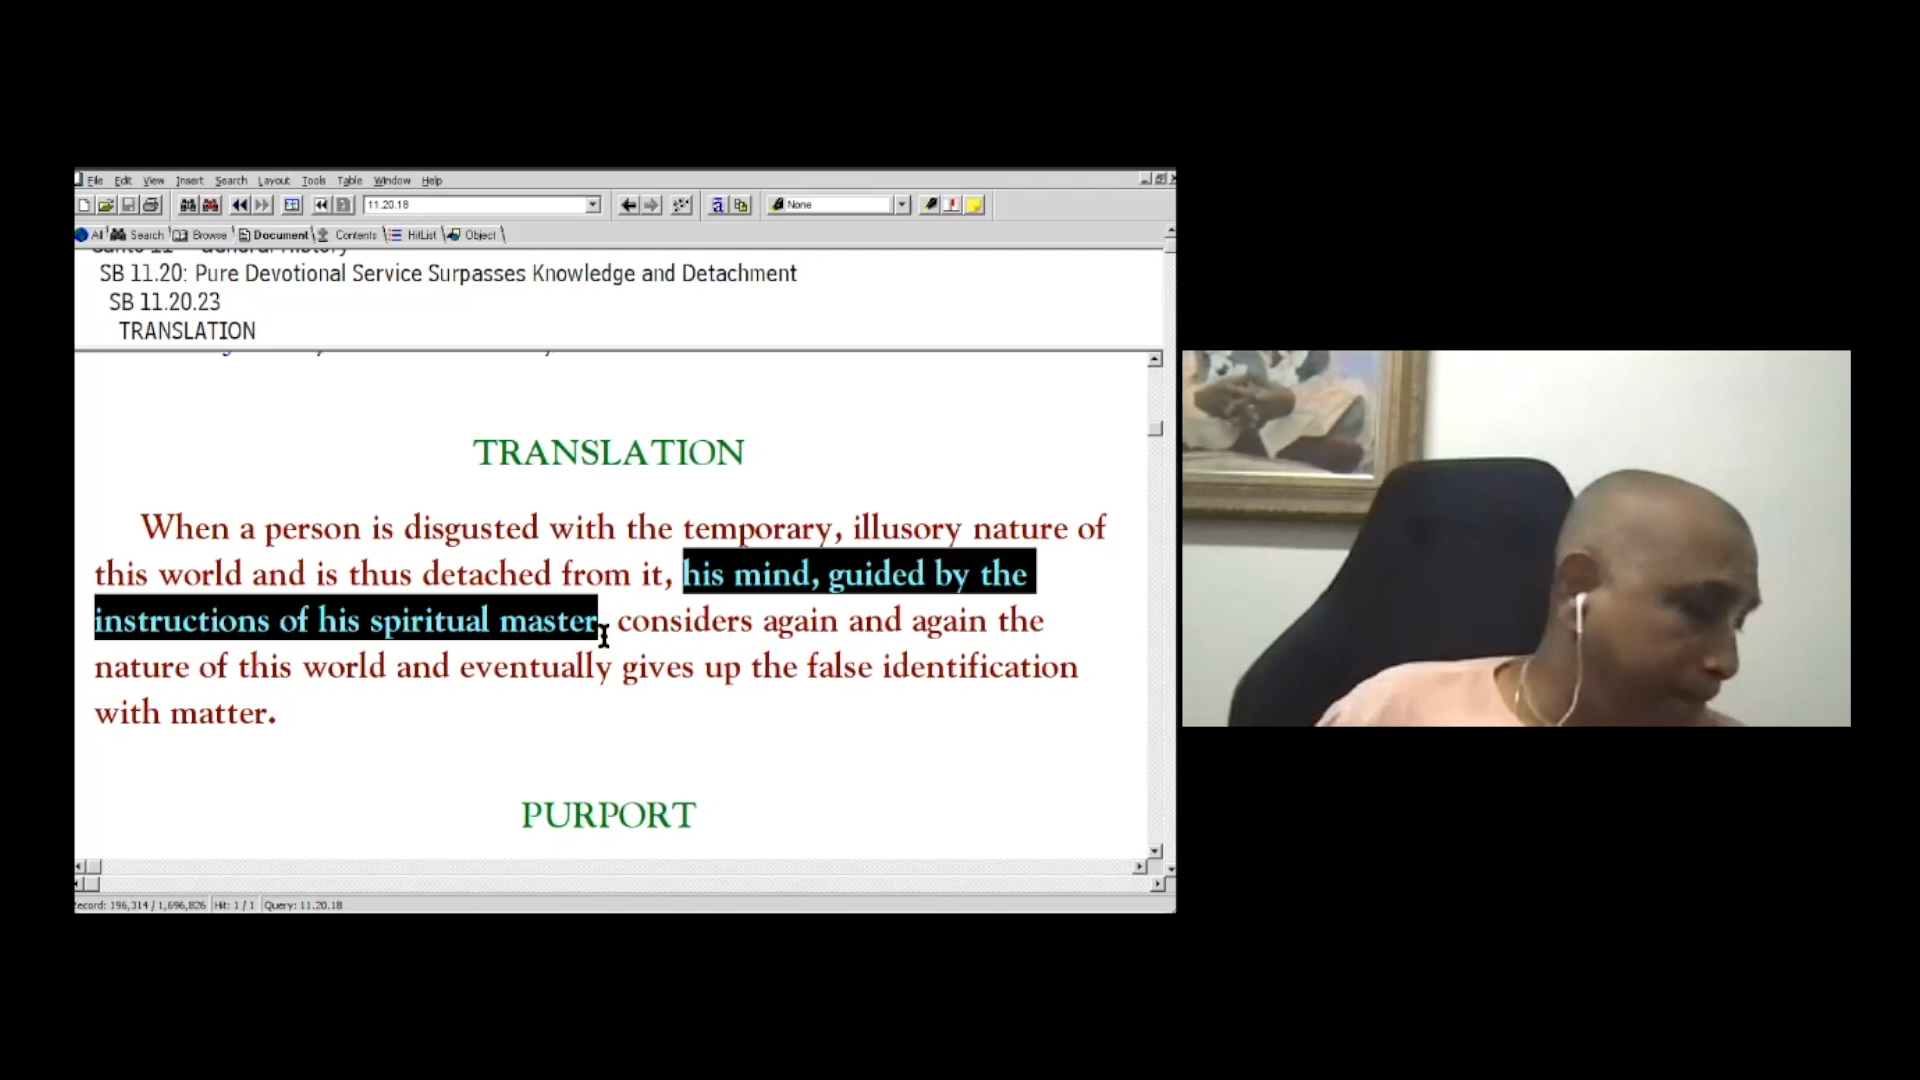 File Edit View Insert Search Layout Tools Table Window Help
11.20.18
None
All Search Browse Document Contents HitList Object
Canto 11 General History
SB 11.20: Pure Devotional Service Surpasses Knowledge and Detachment
SB 11.20.23
TRANSLATION
TRANSLATION
When a person is disgusted with the temporary, illusory nature of
this world and is thus detached from it, his mind, guided by the
instructions of his spiritual master, considers again and again the
nature of this world and eventually gives up the false identification
with matter.
PURPORT
ecord: 196,314 / 1,696,826 Hit: 1 / 1 Query: 11.20.18